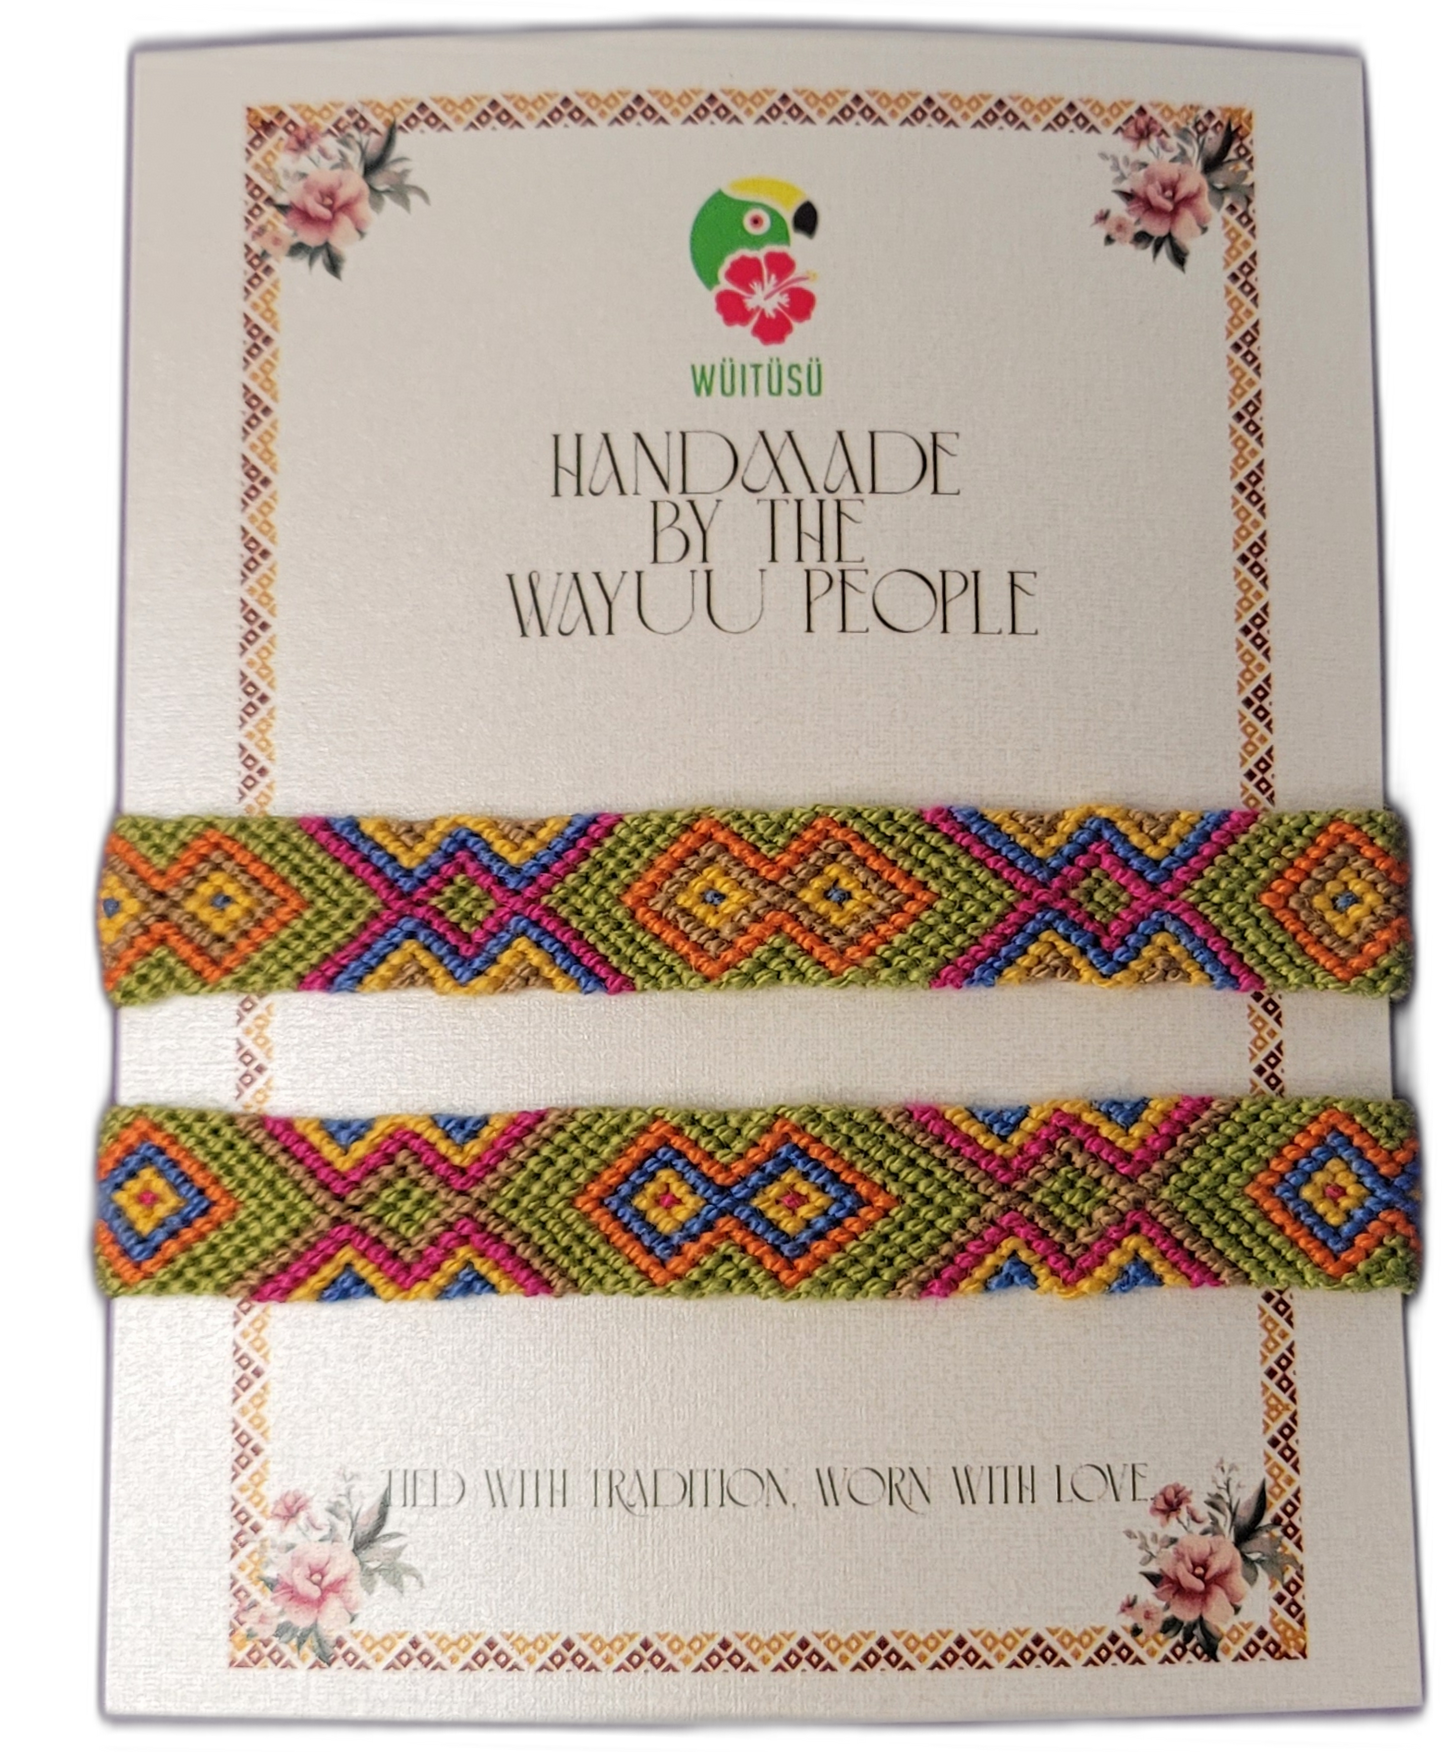 WÜITÜSÜ
HANDMADE
BY THE
WAYUU PEOPLE
TIED WITH TRADITION, WORN WITH LOVE.